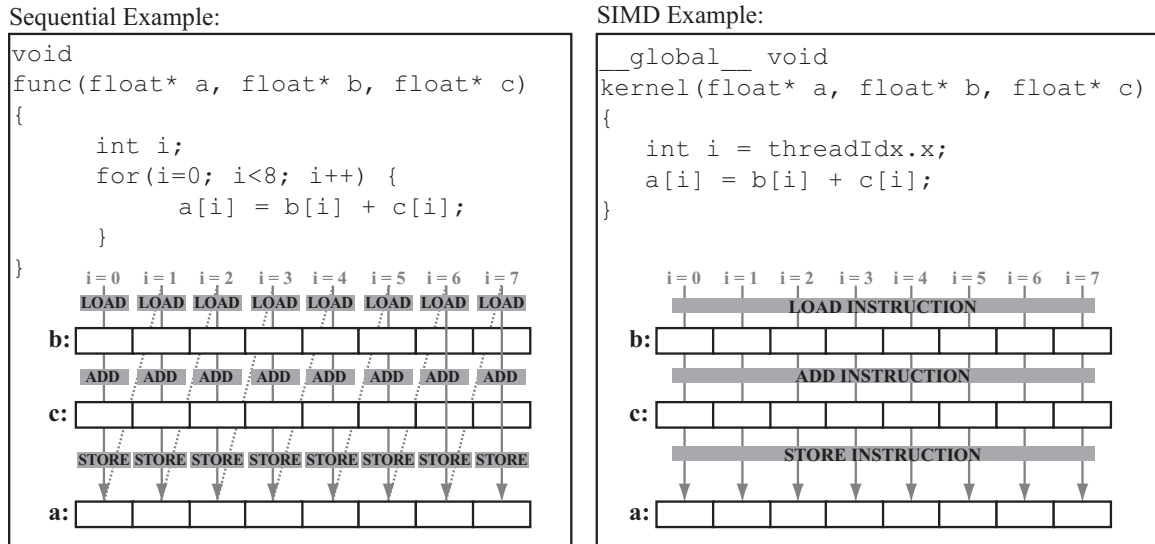 Sequential Example:
void
func(float* a, float* b, float* c)
{
int i;
for(i=0; i<8; i++) {
a[i] = b[i] + c[i];
}
}
i = 0 i = 1 i = 2 i = 3 i = 4 i = 5 i = 6 i = 7
LOAD LOAD LOAD LOAD LOAD LOAD LOAD LOAD
b:
ADD ADD ADD ADD ADD ADD ADD ADD
c:
STORE STORE STORE STORE STORE STORE STORE STORE
a:
SIMD Example:
__global__ void
kernel(float* a, float* b, float* c)
{
int i = threadIdx.x;
a[i] = b[i] + c[i];
}
i = 0 i = 1 i = 2 i = 3 i = 4 i = 5 i = 6 i = 7
LOAD INSTRUCTION
b:
ADD INSTRUCTION
c:
STORE INSTRUCTION
a: